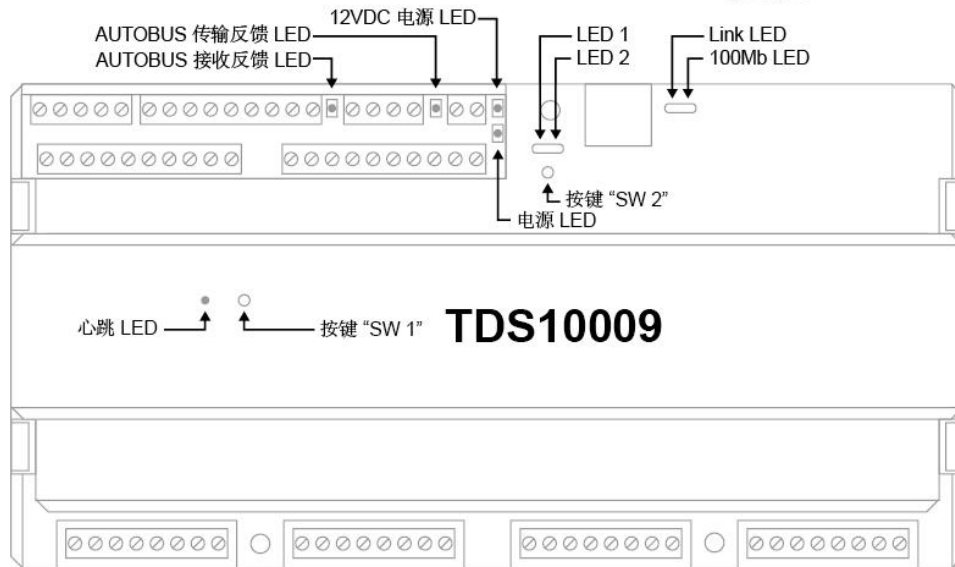 12VDC 电源 LED
AUTOBUS 传输反馈 LED
AUTOBUS 接收反馈 LED
LED 1
LED 2
Link LED
100Mb LED
按键 “SW 2”
电源 LED
心跳 LED
按键 “SW 1”
TDS10009